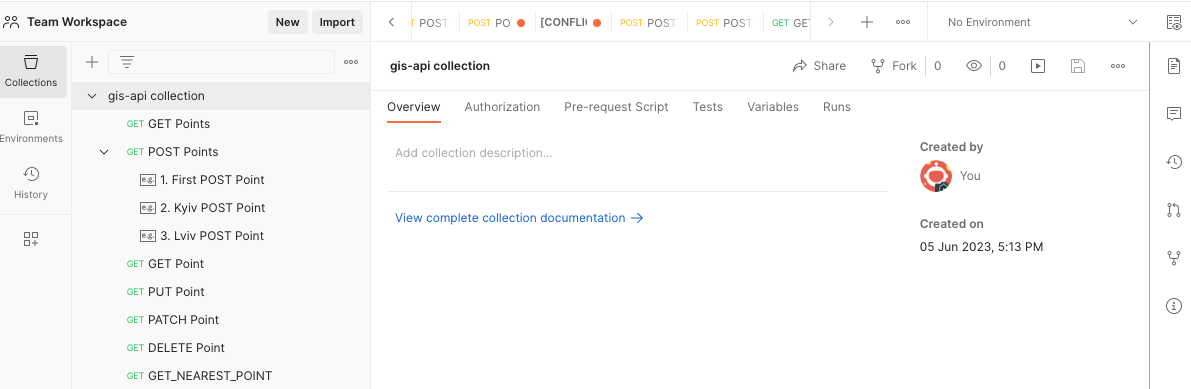 Team Workspace
New
Import
POST
POST PO
[CONFLIC
POST POST
POST POST
GET GET
No Environment
Collections
Environments
History
gis-api collection
GET GET Points
GET POST Points
e.g. 1. First POST Point
e.g. 2. Kyiv POST Point
e.g. 3. Lviv POST Point
GET GET Point
GET PUT Point
GET PATCH Point
GET DELETE Point
GET GET_NEAREST_POINT
gis-api collection
Share
Fork
0
0
Overview
Authorization
Pre-request Script
Tests
Variables
Runs
Add collection description...
View complete collection documentation →
Created by
You
Created on
05 Jun 2023, 5:13 PM